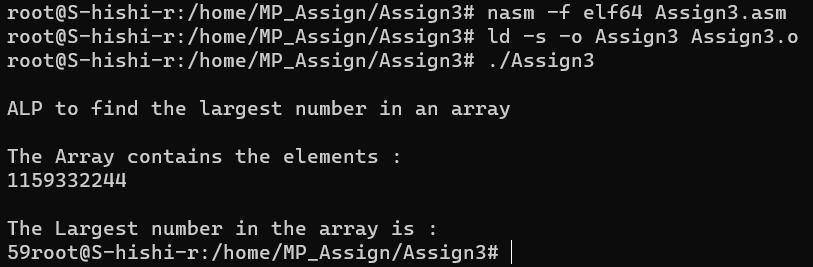 root@S-hishi-r:/home/MP_Assign/Assign3# nasm -f elf64 Assign3.asm
root@S-hishi-r:/home/MP_Assign/Assign3# ld -s -o Assign3 Assign3.o
root@S-hishi-r:/home/MP_Assign/Assign3# ./Assign3
ALP to find the largest number in an array
The Array contains the elements :
1159332244
The Largest number in the array is :
59root@S-hishi-r:/home/MP_Assign/Assign3#